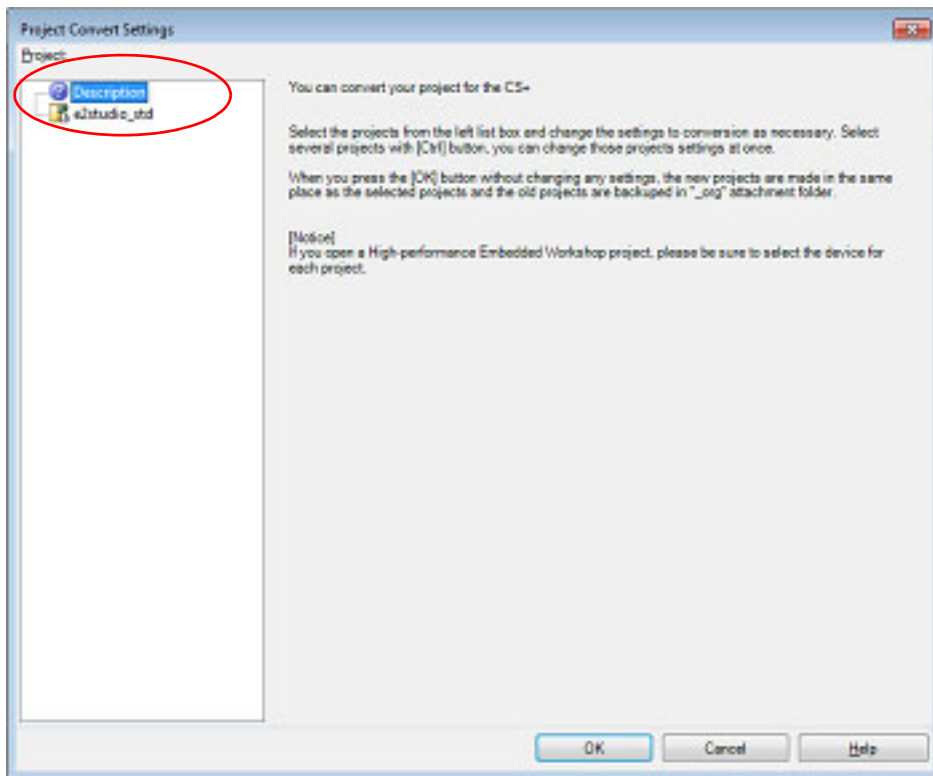 Project Convert Settings
Project:
Description
e2studio_std
You can convert your project for the CS+
Select the projects from the left list box and change the settings to conversion as necessary. Select
several projects with [Ctrl] button, you can change those projects settings at once.
When you press the [OK] button without changing any settings, the new projects are made in the same
place as the selected projects and the old projects are backuped in "_org" attachment folder.
[Notice]
If you open a High-performance Embedded Workshop project, please be sure to select the device for
each project.
OK
Cancel
Help